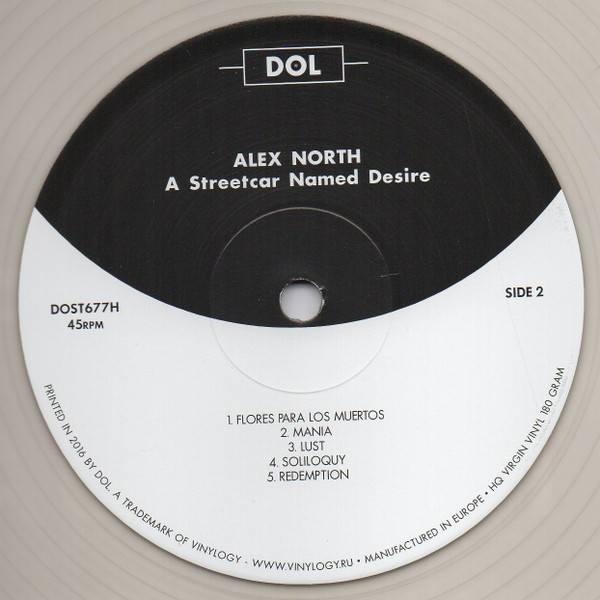 DOL
ALEX NORTH
A Streetcar Named Desire
DOST677H
45RPM
SIDE 2
1. FLORES PARA LOS MUERTOS
2. MANIA
3. LUST
4. SOLILOQUY
5. REDEMPTION
PRINTED IN 2016 BY DOL. A TRADEMARK OF VINYLOGY - WWW.VINYLOGY.RU • MANUFACTURED IN EUROPE • HQ VIRGIN VINYL 180 GRAM